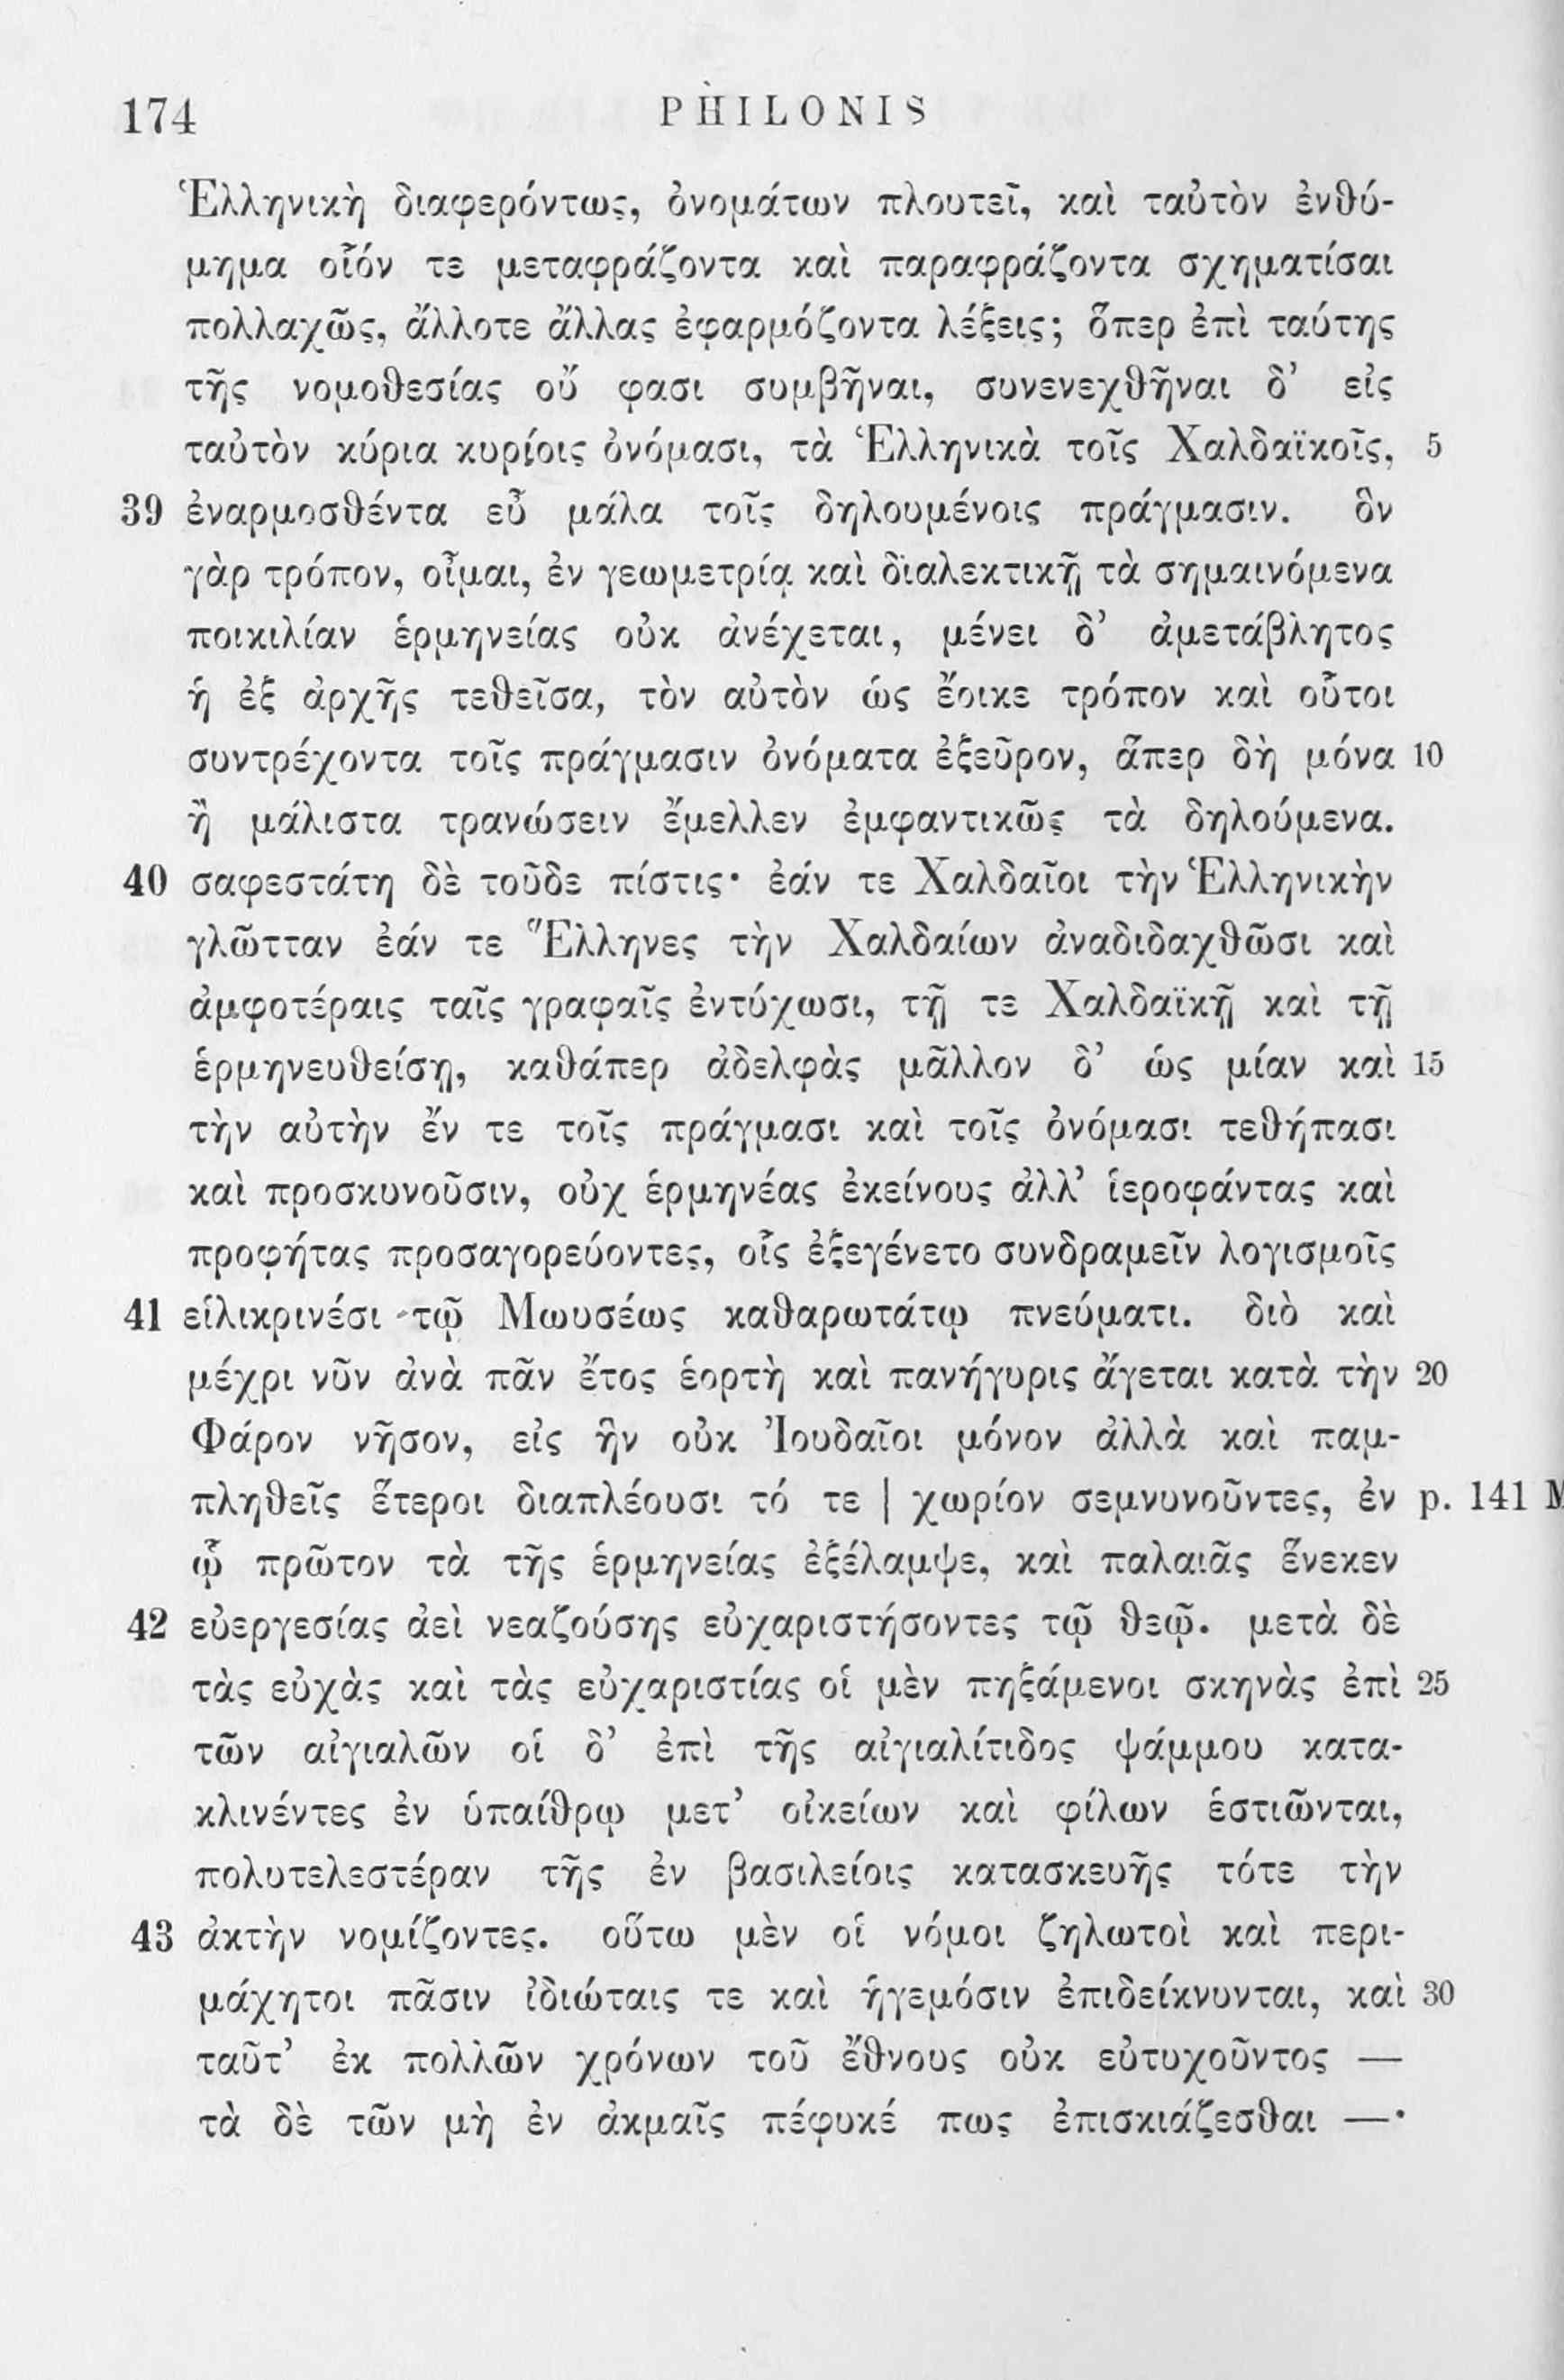 174 PHILONIS
Ἑλληνικὴ διαφερόντως, ὀνομάτων πλουτεῖ, καὶ ταὐτὸν ἐνθύ-
μημα οἷόν τε μεταφράζοντα καὶ παραφράζοντα σχηματίσαι
πολλαχῶς, ἄλλοτε ἄλλας ἐφαρμόζοντα λέξεις; ὅπερ ἐπὶ ταύτης
τῆς νομοθεσίας οὔ φασι συμβῆναι, συνενεχθῆναι δ’ εἰς
ταὐτὸν κύρια κυρίοις ὀνόμασι, τὰ Ἑλληνικὰ τοῖς Χαλδαϊκοῖς, 5
39 ἐναρμοσθέντα εὖ μάλα τοῖς δηλουμένοις πράγμασιν. ὃν
γὰρ τρόπον, οἶμαι, ἐν γεωμετρίᾳ καὶ διαλεκτικῇ τὰ σημαινόμενα
ποικιλίαν ἑρμηνείας οὐκ ἀνέχεται, μένει δ’ ἀμετάβλητος
ἡ ἐξ ἀρχῆς τεθεῖσα, τὸν αὐτὸν ὡς ἔοικε τρόπον καὶ οὗτοι
συντρέχοντα τοῖς πράγμασιν ὀνόματα ἐξεῦρον, ἅπερ δὴ μόνα 10
ἢ μάλιστα τρανώσειν ἔμελλεν ἐμφαντικῶς τὰ δηλούμενα.
40 σαφεστάτη δὲ τοῦδε πίστις· ἐάν τε Χαλδαῖοι τὴν Ἑλληνικὴν
γλῶτταν ἐάν τε Ἕλληνες τὴν Χαλδαίων ἀναδιδαχθῶσι καὶ
ἀμφοτέραις ταῖς γραφαῖς ἐντύχωσι, τῇ τε Χαλδαϊκῇ καὶ τῇ
ἑρμηνευθείσῃ, καθάπερ ἀδελφὰς μᾶλλον δ’ ὡς μίαν καὶ 15
τὴν αὐτὴν ἔν τε τοῖς πράγμασι καὶ τοῖς ὀνόμασι τεθήπασι
καὶ προσκυνοῦσιν, οὐχ ἑρμηνέας ἐκείνους ἀλλ’ ἱεροφάντας καὶ
προφήτας προσαγορεύοντες, οἷς ἐξεγένετο συνδραμεῖν λογισμοῖς
41 εἱλικρινέσι τῷ Μωυσέως καθαρωτάτῳ πνεύματι. διὸ καὶ
μέχρι νῦν ἀνὰ πᾶν ἔτος ἑορτὴ καὶ πανήγυρις ἄγεται κατὰ τὴν 20
Φάρον νῆσον, εἰς ἣν οὐκ Ἰουδαῖοι μόνον ἀλλὰ καὶ παμ-
πληθεῖς ἕτεροι διαπλέουσι τό τε | χωρίον σεμνυνοῦντες, ἐν p. 141 M
ᾧ πρῶτον τὰ τῆς ἑρμηνείας ἐξέλαμψε, καὶ παλαιᾶς ἕνεκεν
42 εὐεργεσίας ἀεὶ νεαζούσης εὐχαριστήσοντες τῷ θεῷ. μετὰ δὲ
τὰς εὐχὰς καὶ τὰς εὐχαριστίας οἱ μὲν πηξάμενοι σκηνὰς ἐπὶ 25
τῶν αἰγιαλῶν οἱ δ’ ἐπὶ τῆς αἰγιαλίτιδος ψάμμου κατα-
κλινέντες ἐν ὑπαίθρῳ μετ’ οἰκείων καὶ φίλων ἑστιῶνται,
πολυτελεστέραν τῆς ἐν βασιλείοις κατασκευῆς τότε τὴν
43 ἀκτὴν νομίζοντες. οὕτω μὲν οἱ νόμοι ζηλωτοὶ καὶ περι-
μάχητοι πᾶσιν ἰδιώταις τε καὶ ἡγεμόσιν ἐπιδείκνυνται, καὶ 30
ταῦτ’ ἐκ πολλῶν χρόνων τοῦ ἔθνους οὐκ εὐτυχοῦντος —
τὰ δὲ τῶν μὴ ἐν ἀκμαῖς πέφυκέ πως ἐπισκιάζεσθαι —·